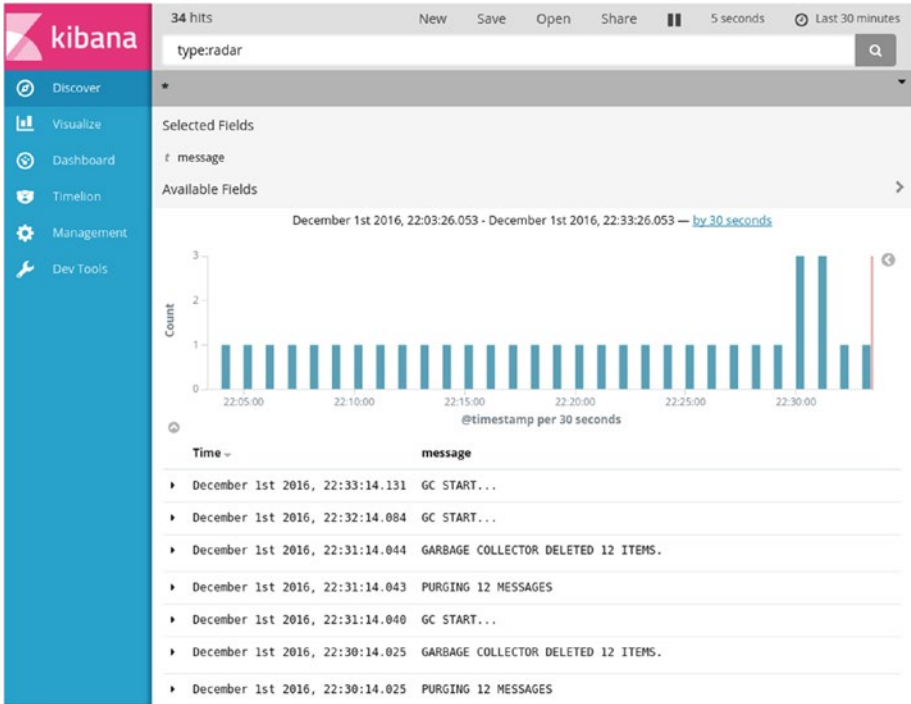 kibana
Discover
Visualize
Dashboard
Timelion
Management
Dev Tools
34 hits New Save Open Share 5 seconds Last 30 minutes
type:radar
*
Selected Fields
t message
Available Fields
December 1st 2016, 22:03:26.053 - December 1st 2016, 22:33:26.053 — by 30 seconds
3
2
1
0
Count
22:05:00 22:10:00 22:15:00 22:20:00 22:25:00 22:30:00
@timestamp per 30 seconds
Time message
December 1st 2016, 22:33:14.131 GC START...
December 1st 2016, 22:32:14.084 GC START...
December 1st 2016, 22:31:14.044 GARBAGE COLLECTOR DELETED 12 ITEMS.
December 1st 2016, 22:31:14.043 PURGING 12 MESSAGES
December 1st 2016, 22:31:14.040 GC START...
December 1st 2016, 22:30:14.025 GARBAGE COLLECTOR DELETED 12 ITEMS.
December 1st 2016, 22:30:14.025 PURGING 12 MESSAGES